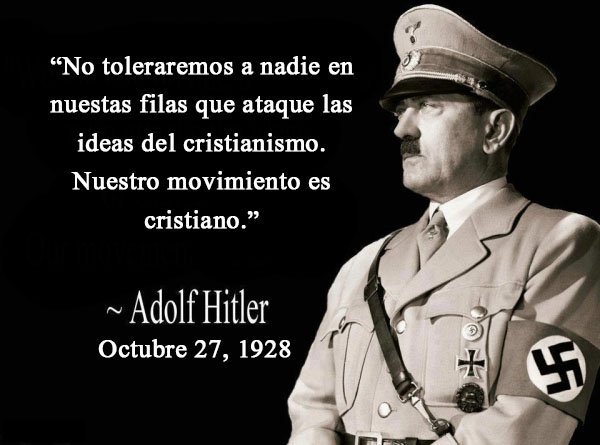 “No toleraremos a nadie en
nuestas filas que ataque las
ideas del cristianismo.
Nuestro movimiento es
cristiano.”
~ Adolf Hitler
Octubre 27, 1928